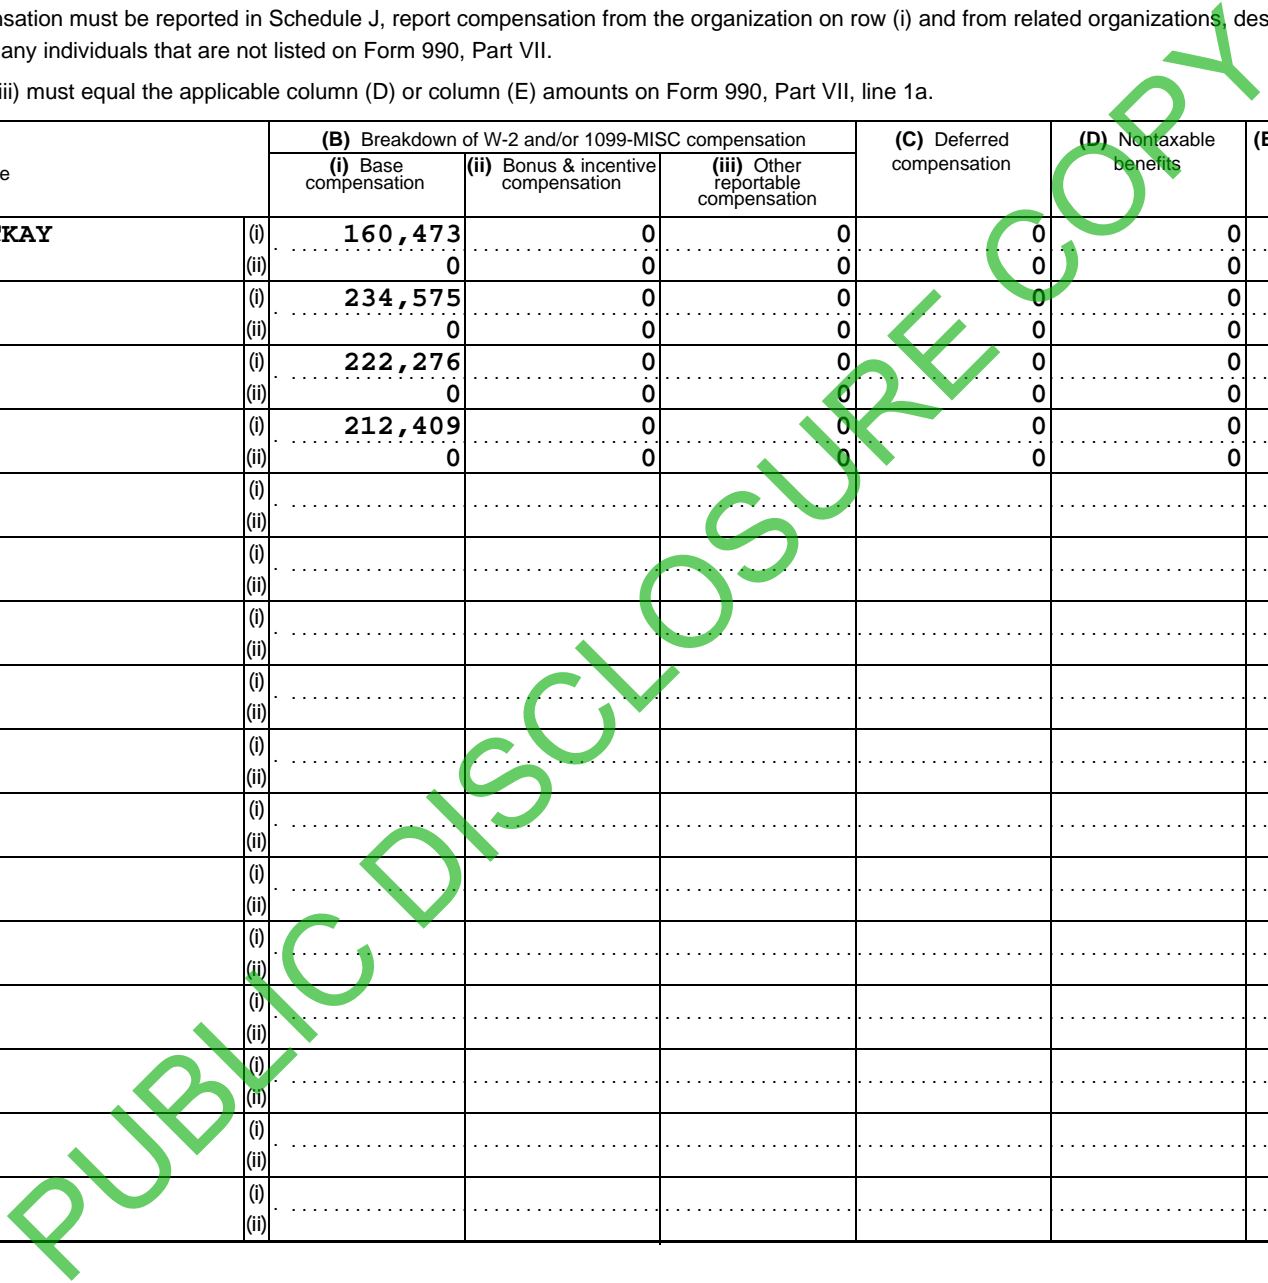 sation must be reported in Schedule J, report compensation from the organization on row (i) and from related organizations, des
any individuals that are not listed on Form 990, Part VII.
iii) must equal the applicable column (D) or column (E) amounts on Form 990, Part VII, line 1a.
(B) Breakdown of W-2 and/or 1099-MISC compensation (C) Deferred compensation (D) Nontaxable benefits (E
e (i) Base compensation (ii) Bonus & incentive compensation (iii) Other reportable compensation
KAY (i) 160,473 0 0 0 0
(ii) 0 0 0 0 0
(i) 234,575 0 0 0 0
(ii) 0 0 0 0 0
(i) 222,276 0 0 0 0
(ii) 0 0 0 0 0
(i) 212,409 0 0 0 0
(ii) 0 0 0 0 0
(i)
(ii)
(i)
(ii)
(i)
(ii)
(i)
(ii)
(i)
(ii)
(i)
(ii)
(i)
(ii)
(i)
(ii)
(i)
(ii)
(i)
(ii)
(i)
(ii)
(i)
(ii)
PUBLIC DISCLOSURE COPY